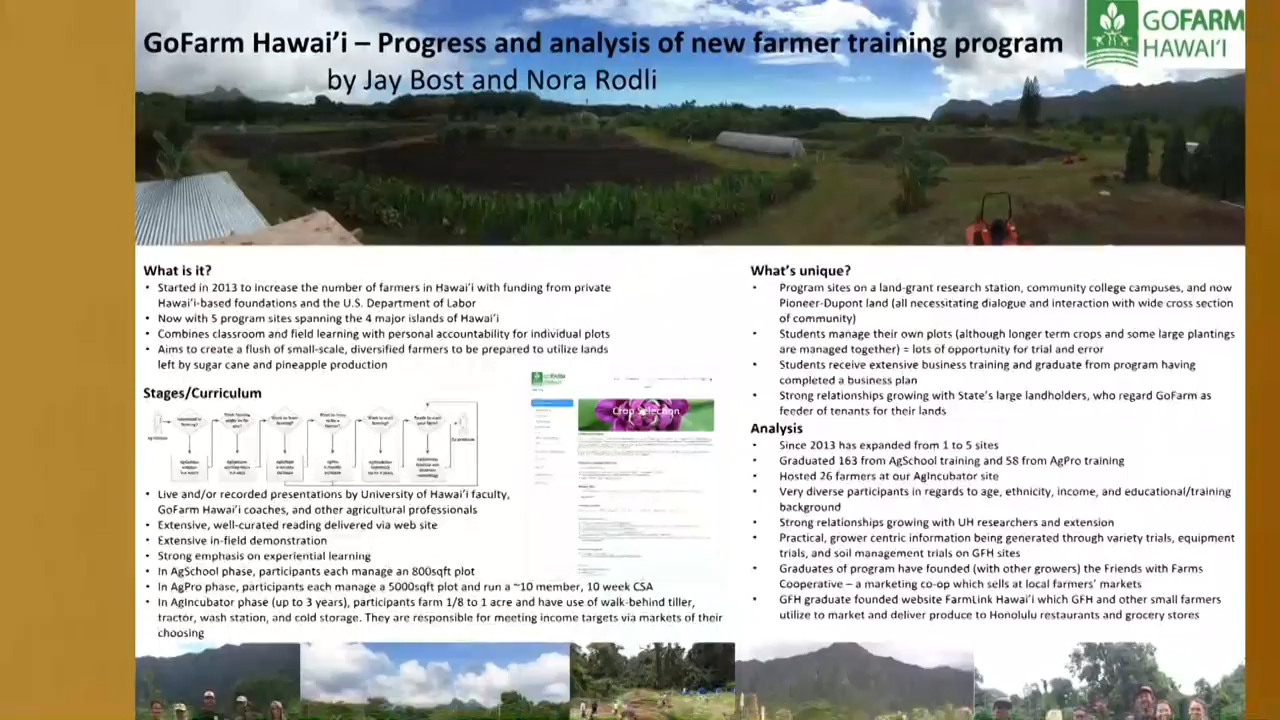 GoFarm Hawai'i – Progress and analysis of new farmer training program
by Jay Bost and Nora Rodli
GOFARM
HAWAI'I
What is it?
• Started in 2013 to increase the number of farmers in Hawai'i with funding from private
Hawai'i-based foundations and the U.S. Department of Labor
• Now with 5 program sites spanning the 4 major islands of Hawai'i
• Combines classroom and field learning with personal accountability for individual plots
• Aims to create a flush of small-scale, diversified farmers to be prepared to utilize lands
left by sugar cane and pineapple production
Stages/Curriculum
Crop Selection
• Live and/or recorded presentations by University of Hawai'i faculty,
GoFarm Hawai'i coaches, and other agricultural professionals
• Extensive, well-curated reading delivered via web site
• Extensive in-field demonstration
• Strong emphasis on experiential learning
• In AgSchool phase, participants each manage an 800sqft plot
• In AgPro phase, participants each manage a 5000sqft plot and run a ~10 member, 10 week CSA
• In AgIncubator phase (up to 3 years), participants farm 1/8 to 1 acre and have use of walk-behind tiller,
tractor, wash station, and cold storage. They are responsible for meeting income targets via markets of their
choosing
What's unique?
• Program sites on a land-grant research station, community college campuses, and now
Pioneer-Dupont land (all necessitating dialogue and interaction with wide cross section
of community)
• Students manage their own plots (although longer term crops and some large plantings
are managed together) = lots of opportunity for trial and error
• Students receive extensive business training and graduate from program having
completed a business plan
• Strong relationships growing with State's large landholders, who regard GoFarm as
feeder of tenants for their lands
Analysis
• Since 2013 has expanded from 1 to 5 sites
• Graduated 163 from AgSchool training and 58 from AgPro training
• Hosted 26 farmers at our AgIncubator site
• Very diverse participants in regards to age, ethnicity, income, and educational/training
background
• Strong relationships growing with UH researchers and extension
• Practical, grower centric information being generated through variety trials, equipment
trials, and soil management trials on GFH sites
• Graduates of program have founded (with other growers) the Friends with Farms
Cooperative – a marketing co-op which sells at local farmers' markets
• GFH graduate founded website FarmLink Hawai'i which GFH and other small farmers
utilize to market and deliver produce to Honolulu restaurants and grocery stores